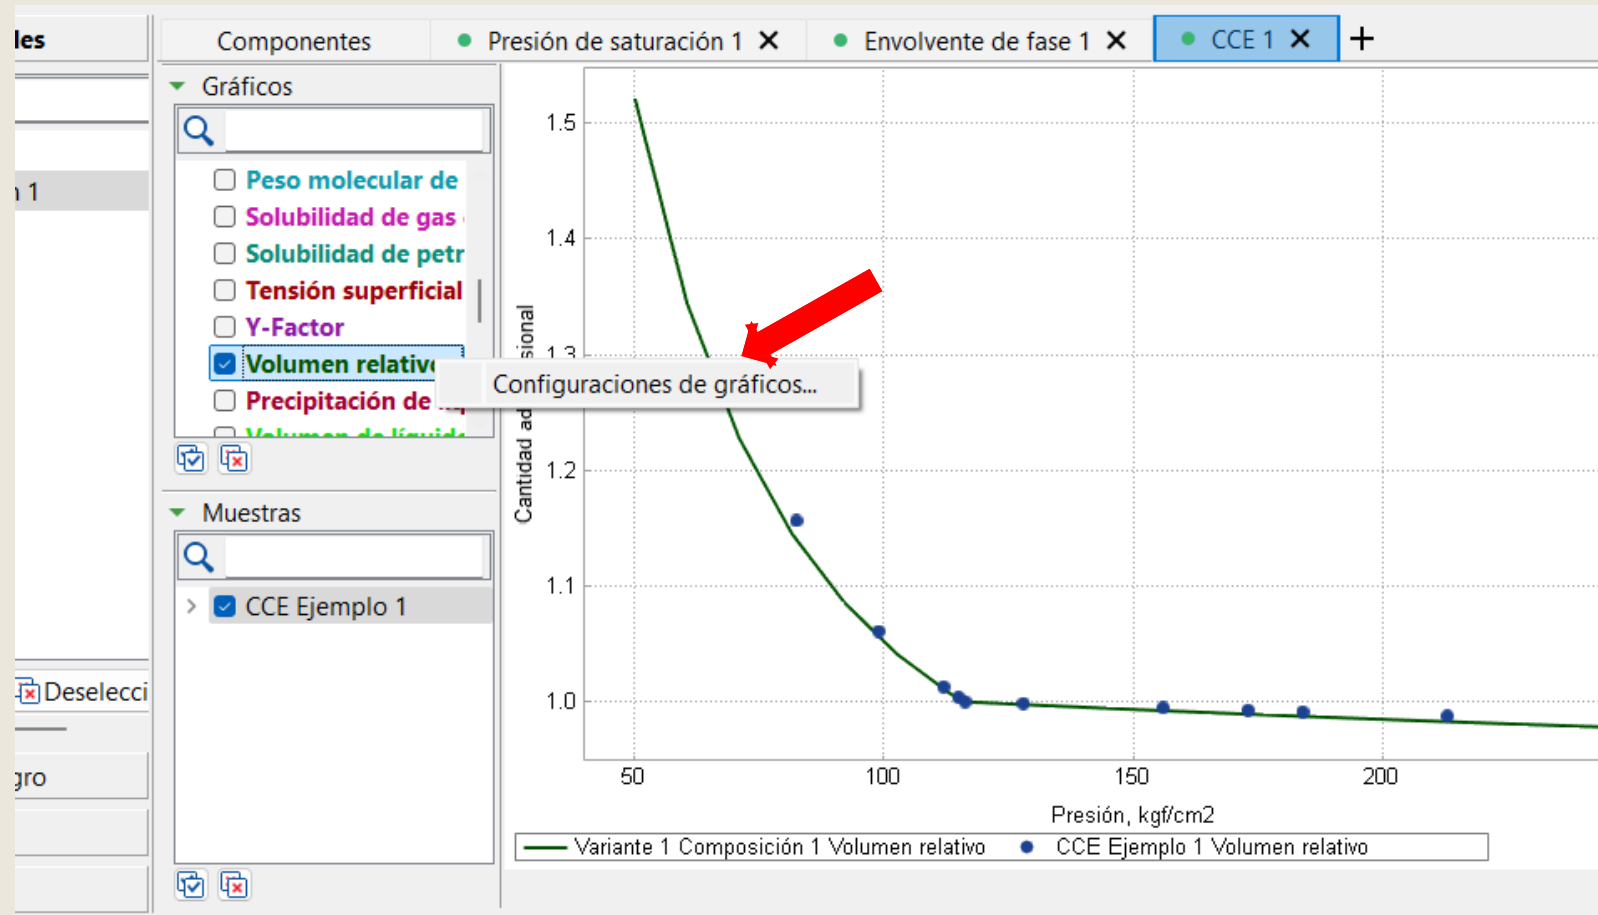 les
Componentes
Presión de saturación 1
Envolvente de fase 1
CCE 1
Gráficos
Peso molecular de
Solubilidad de gas
Solubilidad de petr
Tensión superficial
Y-Factor
Volumen relativo
Precipitación de
Configuraciones de gráficos...
Muestras
CCE Ejemplo 1
n 1
Deselecci
gro
1.5
1.4
1.3
1.2
1.1
1.0
Cantidad ad sional
50
100
150
200
Presión, kgf/cm2
Variante 1 Composición 1 Volumen relativo
CCE Ejemplo 1 Volumen relativo